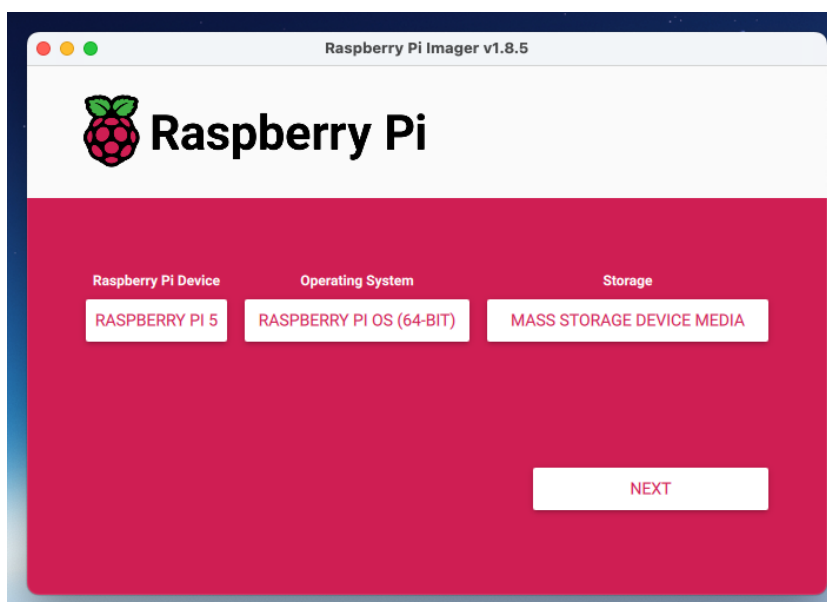 Raspberry Pi Imager v1.8.5
Raspberry Pi
Raspberry Pi Device
Operating System
Storage
RASPBERRY PI 5
RASPBERRY PI OS (64-BIT)
MASS STORAGE DEVICE MEDIA
NEXT